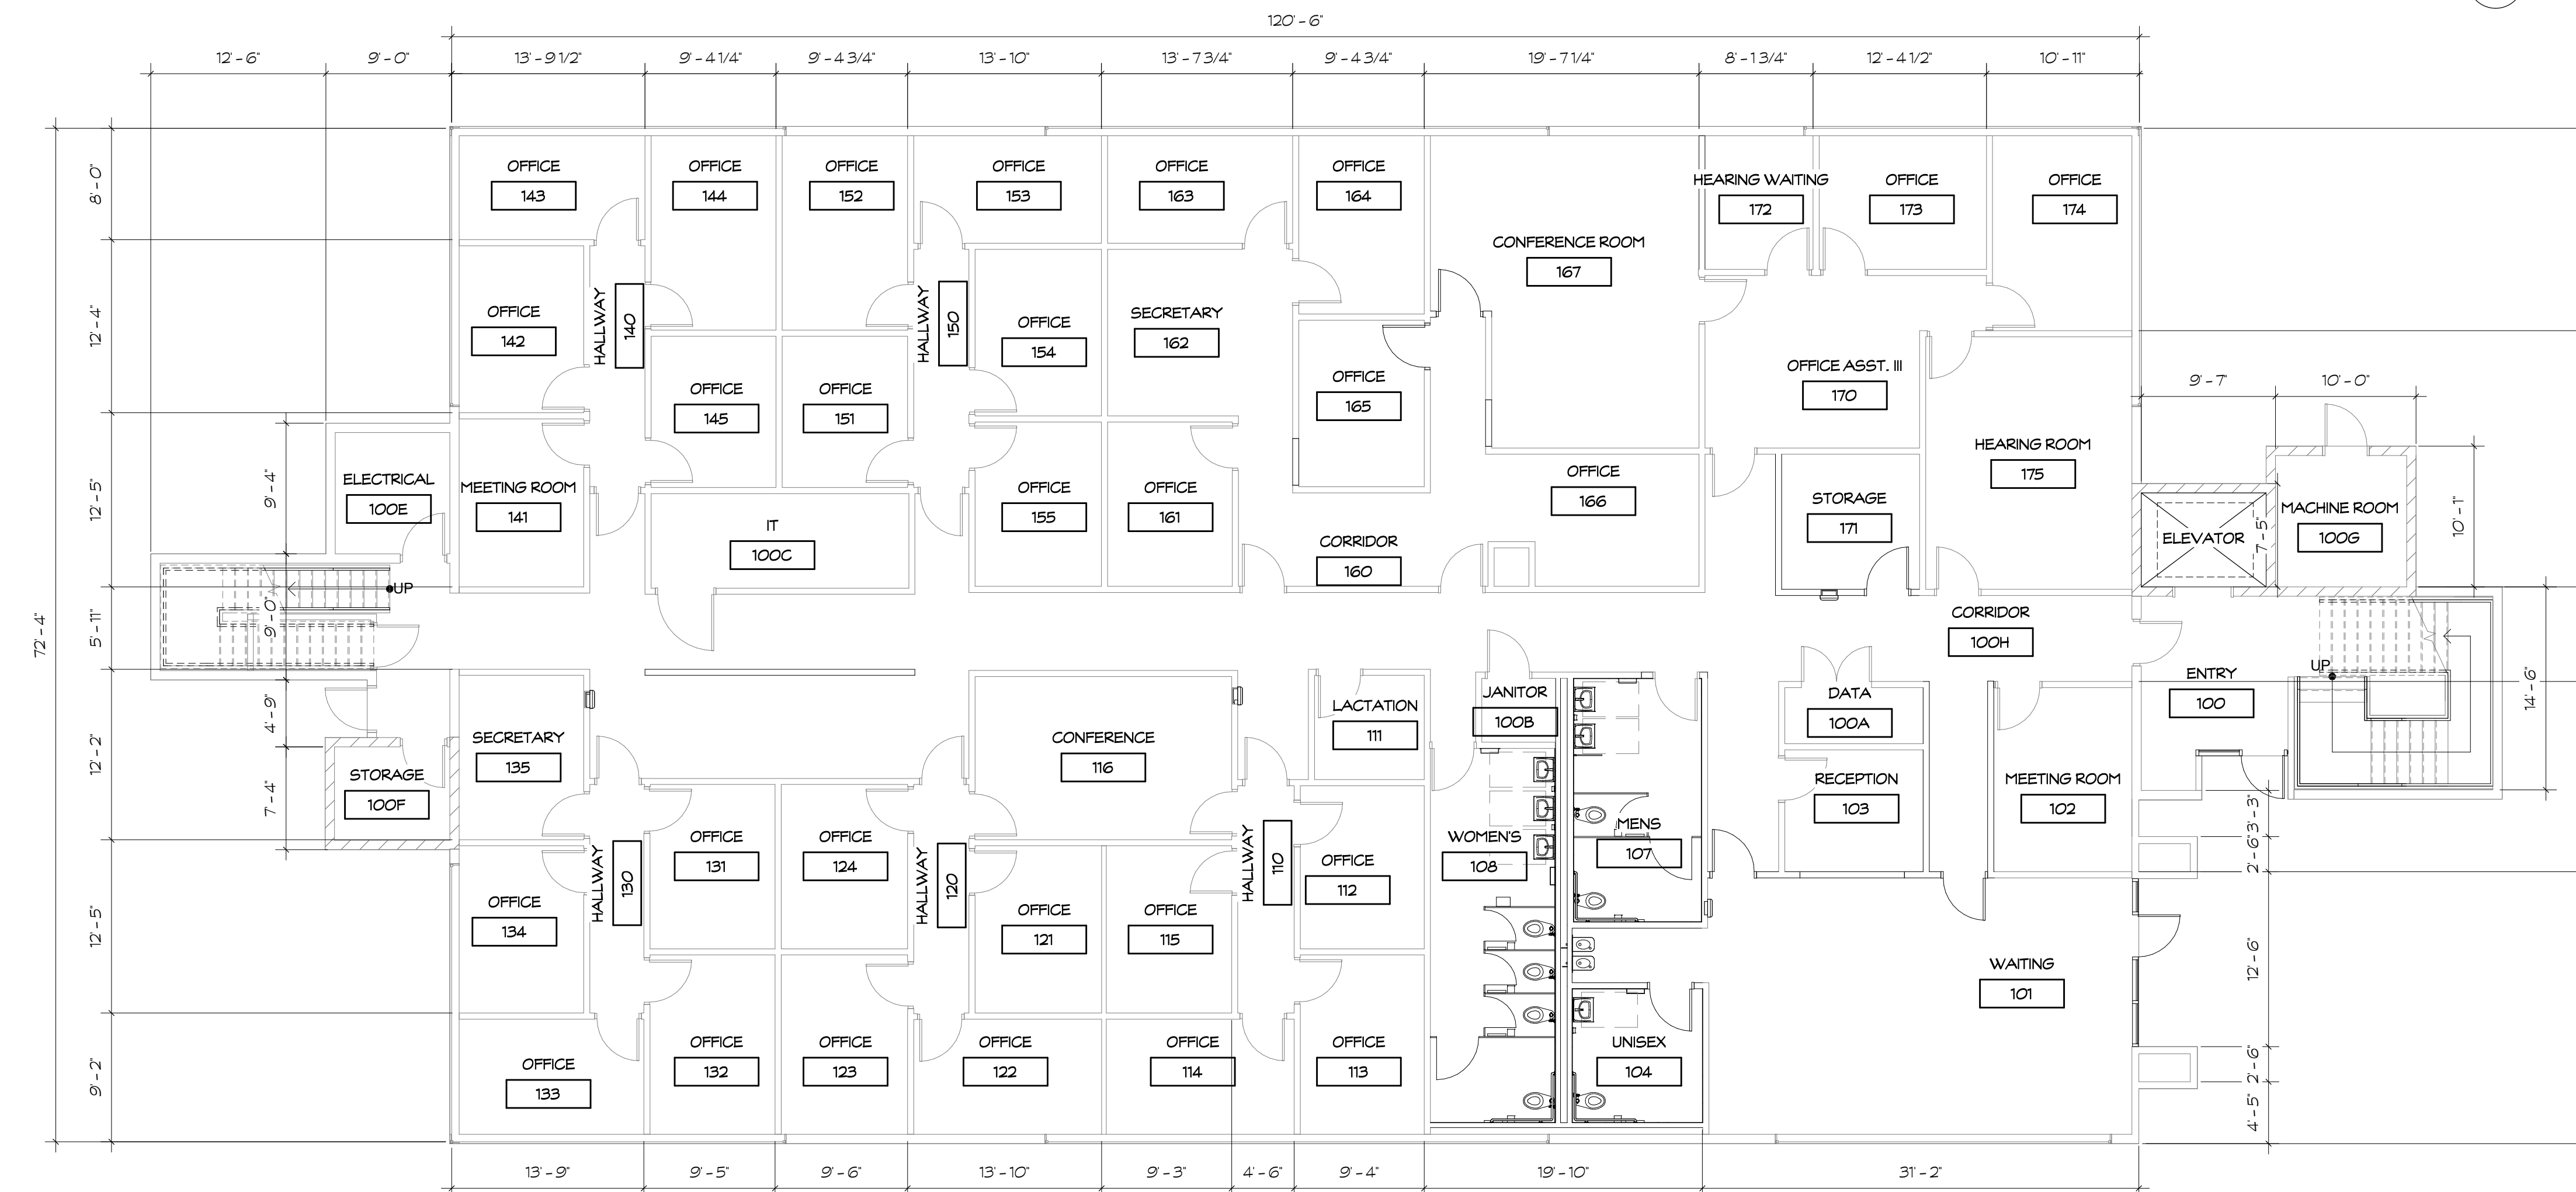 120'-6"
12'-6"
9'-0"
13'-9 1/2"
9'-4 1/4"
9'-4 3/4"
13'-10"
13'-7 3/4"
9'-4 3/4"
19'-7 1/4"
8'-1 3/4"
12'-4 1/2"
10'-11"
72'-4"
8'-0"
12'-4"
12'-5"
5'-11"
12'-2"
12'-5"
9'-2"
9'-4"
9'-0"
4'-9"
7'-4"
OFFICE
143
OFFICE
144
OFFICE
152
OFFICE
153
OFFICE
163
OFFICE
164
HEARING WAITING
172
OFFICE
173
OFFICE
174
CONFERENCE ROOM
167
OFFICE
142
HALLWAY
140
HALLWAY
150
OFFICE
154
SECRETARY
162
OFFICE
145
OFFICE
151
OFFICE
165
OFFICE ASST. III
170
HEARING ROOM
175
9'-7"
10'-0"
ELECTRICAL
100E
MEETING ROOM
141
IT
100C
OFFICE
155
OFFICE
161
CORRIDOR
160
OFFICE
166
STORAGE
171
ELEVATOR
7'-5"
MACHINE ROOM
100G
10'-1"
UP
CORRIDOR
100H
ENTRY
100
UP
14'-6"
SECRETARY
135
STORAGE
100F
CONFERENCE
116
LACTATION
111
JANITOR
100B
DATA
100A
RECEPTION
103
MEETING ROOM
102
3'-3"
2'-6"
12'-6"
2'-6"
4'-5"
HALLWAY
130
OFFICE
131
OFFICE
124
HALLWAY
120
HALLWAY
110
OFFICE
112
WOMEN'S
108
MENS
107
OFFICE
134
OFFICE
121
OFFICE
115
WAITING
101
OFFICE
133
OFFICE
132
OFFICE
123
OFFICE
122
OFFICE
114
OFFICE
113
UNISEX
104
13'-9"
9'-5"
9'-6"
13'-10"
9'-3"
4'-6"
9'-4"
19'-10"
31'-2"